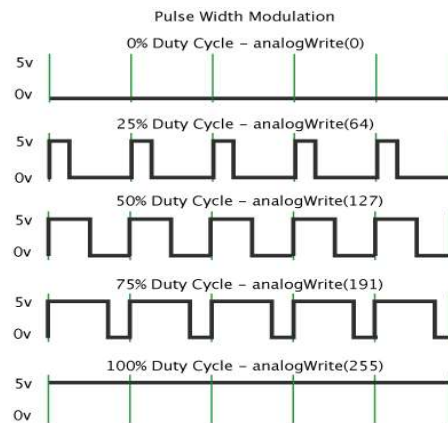 Pulse Width Modulation
0% Duty Cycle – analogWrite(0)
5v
0v
25% Duty Cycle – analogWrite(64)
5v
0v
50% Duty Cycle – analogWrite(127)
5v
0v
75% Duty Cycle – analogWrite(191)
5v
0v
100% Duty Cycle – analogWrite(255)
5v
0v